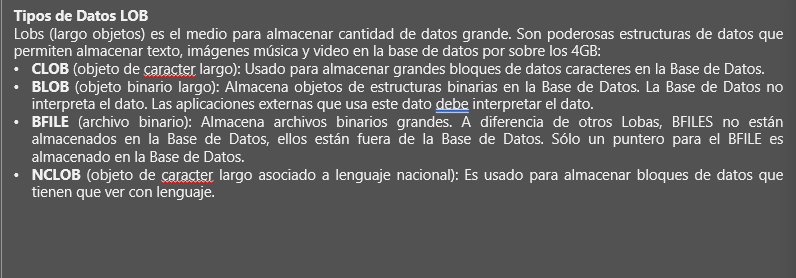 Tipos de Datos LOB
Lobs (largo objetos) es el medio para almacenar cantidad de datos grande. Son poderosas estructuras de datos que
permiten almacenar texto, imágenes música y video en la base de datos por sobre los 4GB:
• CLOB (objeto de caracter largo): Usado para almacenar grandes bloques de datos caracteres en la Base de Datos.
• BLOB (objeto binario largo): Almacena objetos de estructuras binarias en la Base de Datos. La Base de Datos no
interpreta el dato. Las aplicaciones externas que usa este dato debe interpretar el dato.
• BFILE (archivo binario): Almacena archivos binarios grandes. A diferencia de otros Lobas, BFILES no están
almacenados en la Base de Datos, ellos están fuera de la Base de Datos. Sólo un puntero para el BFILE es
almacenado en la Base de Datos.
• NCLOB (objeto de caracter largo asociado a lenguaje nacional): Es usado para almacenar bloques de datos que
tienen que ver con lenguaje.